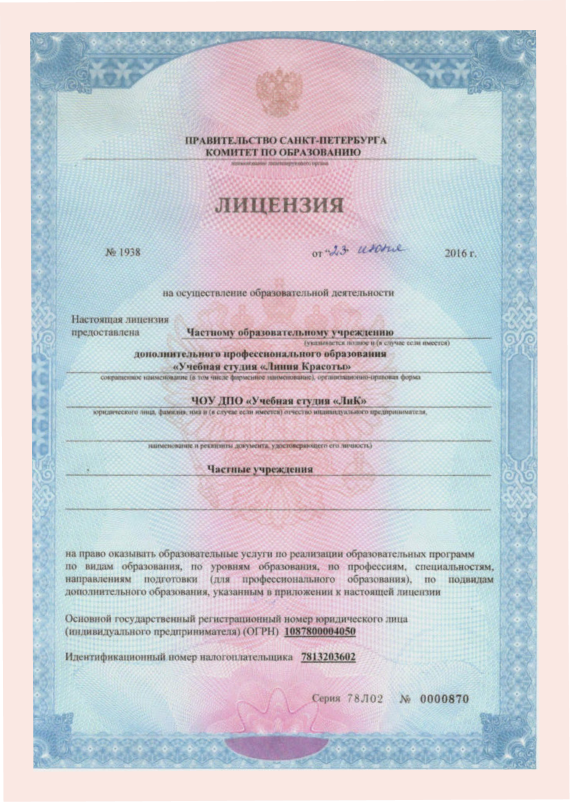 ПРАВИТЕЛЬСТВО САНКТ-ПЕТЕРБУРГА
КОМИТЕТ ПО ОБРАЗОВАНИЮ
наименование лицензирующего органа
ЛИЦЕНЗИЯ
№ 1938 от "23 июня 2016 г.
на осуществление образовательной деятельности
Настоящая лицензия
предоставлена Частному образовательному учреждению
(указывается полное и (в случае если имеется)
дополнительного профессионального образования
«Учебная студия «Линия Красоты»
сокращенное наименование (в том числе фирменное наименование), организационно-правовая форма
ЧОУ ДПО «Учебная студия «ЛиК»
юридического лица, фамилия, имя и (в случае если имеется) отчество индивидуального предпринимателя,
наименование и реквизиты документа, удостоверяющего его личность)
Частные учреждения
на право оказывать образовательные услуги по реализации образовательных программ
по видам образования, по уровням образования, по профессиям, специальностям,
направлениям подготовки (для профессионального образования), по подвидам
дополнительного образования, указанным в приложении к настоящей лицензии
Основной государственный регистрационный номер юридического лица
(индивидуального предпринимателя) (ОГРН) 1087800004050
Идентификационный номер налогоплательщика 7813203602
Серия 78Л02 № 0000870